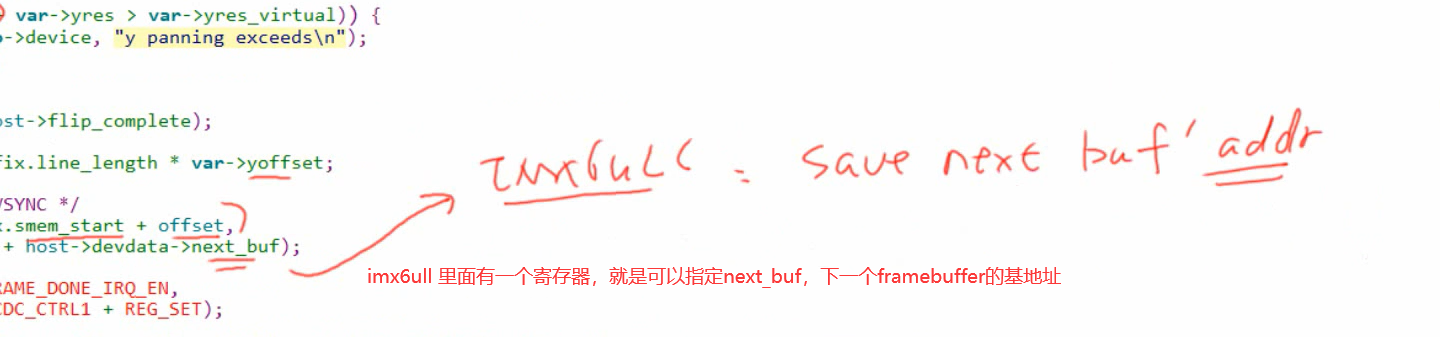 var->yres > var->yres_virtual)) {
->device, "y panning exceeds\n");
ost->flip_complete);
fix.line_length * var->yoffset;
VSYNC */
x.smem_start + offset,
+ host->devdata->next_buf);
RAME_DONE_IRQ_EN,
CDC_CTRL1 + REG_SET);
Imx6uLL : save next buf' addr
imx6ull 里面有一个寄存器，就是可以指定next_buf，下一个framebuffer的基地址